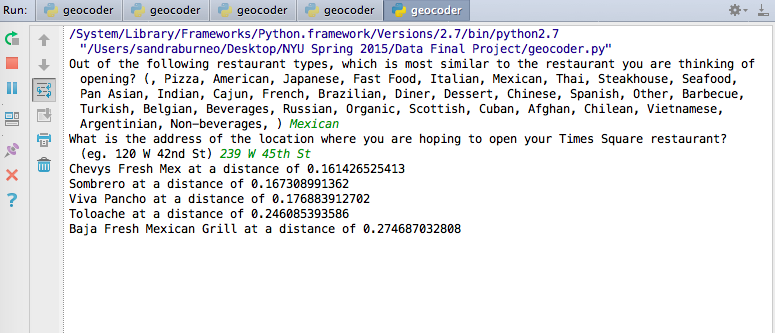 Run: geocoder geocoder geocoder geocoder geocoder
/System/Library/Frameworks/Python.framework/Versions/2.7/bin/python2.7
"/Users/sandraburneo/Desktop/NYU Spring 2015/Data Final Project/geocoder.py"
Out of the following restaurant types, which is most similar to the restaurant you are thinking of
opening? (, Pizza, American, Japanese, Fast Food, Italian, Mexican, Thai, Steakhouse, Seafood,
Pan Asian, Indian, Cajun, French, Brazilian, Diner, Dessert, Chinese, Spanish, Other, Barbecue,
Turkish, Belgian, Beverages, Russian, Organic, Scottish, Cuban, Afghan, Chilean, Vietnamese,
Argentinian, Non-beverages, ) Mexican
What is the address of the location where you are hoping to open your Times Square restaurant?
(eg. 120 W 42nd St) 239 W 45th St
Chevys Fresh Mex at a distance of 0.161426525413
Sombrero at a distance of 0.167308991362
Viva Pancho at a distance of 0.176883912702
Toloache at a distance of 0.246085393586
Baja Fresh Mexican Grill at a distance of 0.274687032808